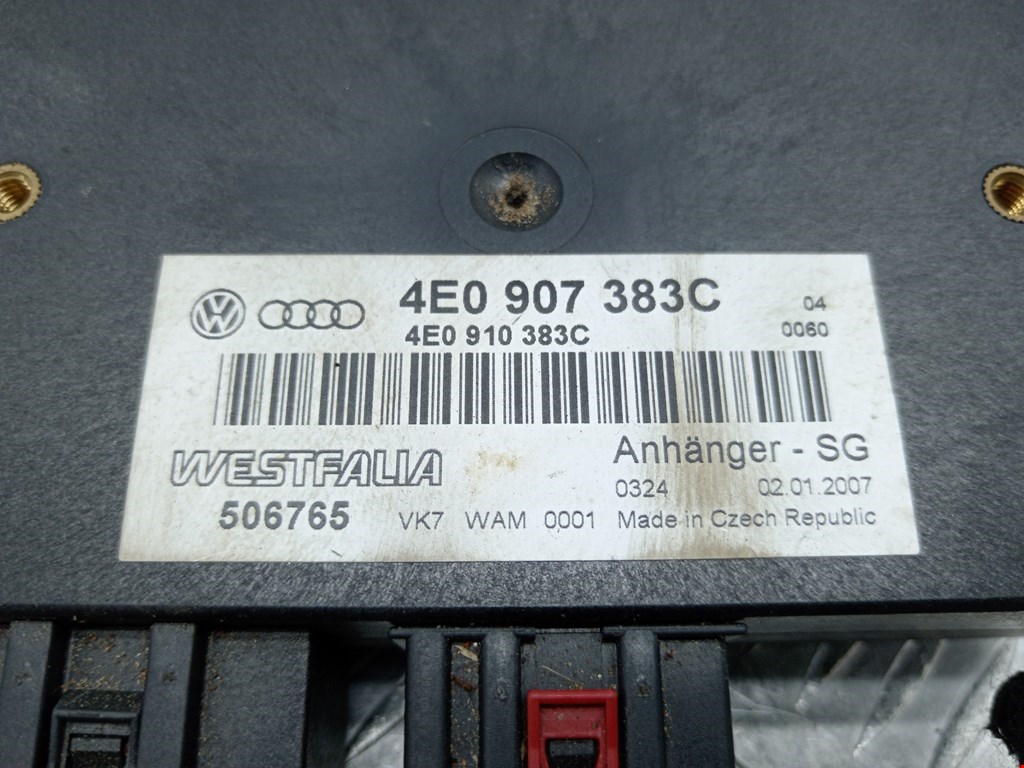 4E0 907 383C 04
4E0 910 383C 0060
WESTFALIA Anhänger - SG
0324 02.01.2007
506765 VK7 WAM 0001 Made in Czech Republic